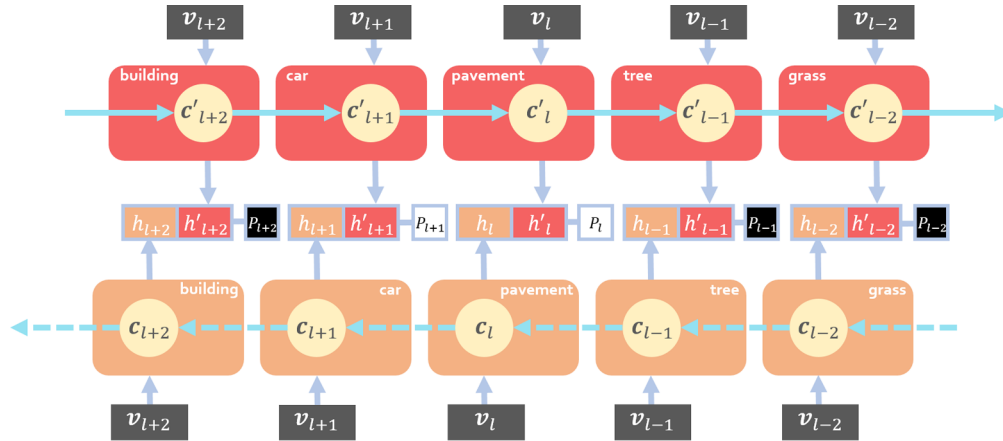 v_{l+2} v_{l+1} v_l v_{l−1} v_{l−2}
building car pavement tree grass
c'_{l+2} c'_{l+1} c'_l c'_{l−1} c'_{l−2}
h_{l+2} h'_{l+2} P_{l+2} h_{l+1} h'_{l+1} P_{l+1} h_l h'_l P_l h_{l−1} h'_{l−1} P_{l−1} h_{l−2} h'_{l−2} P_{l−2}
building car pavement tree grass
c_{l+2} c_{l+1} c_l c_{l−1} c_{l−2}
v_{l+2} v_{l+1} v_l v_{l−1} v_{l−2}